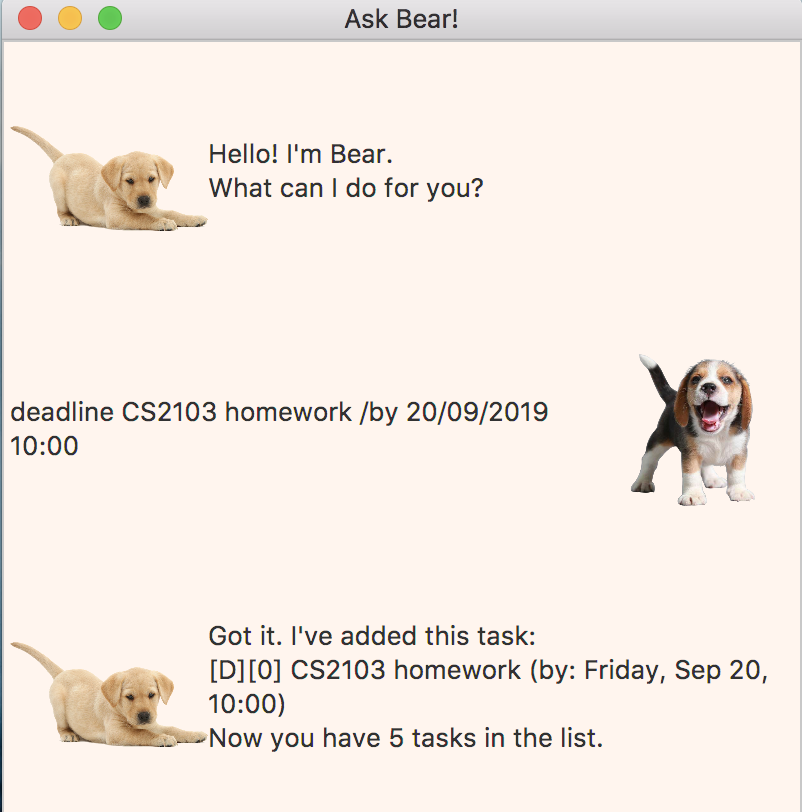 Ask Bear!
Hello! I'm Bear.
What can I do for you?
deadline CS2103 homework /by 20/09/2019
10:00
Got it. I've added this task:
[D][0] CS2103 homework (by: Friday, Sep 20,
10:00)
Now you have 5 tasks in the list.